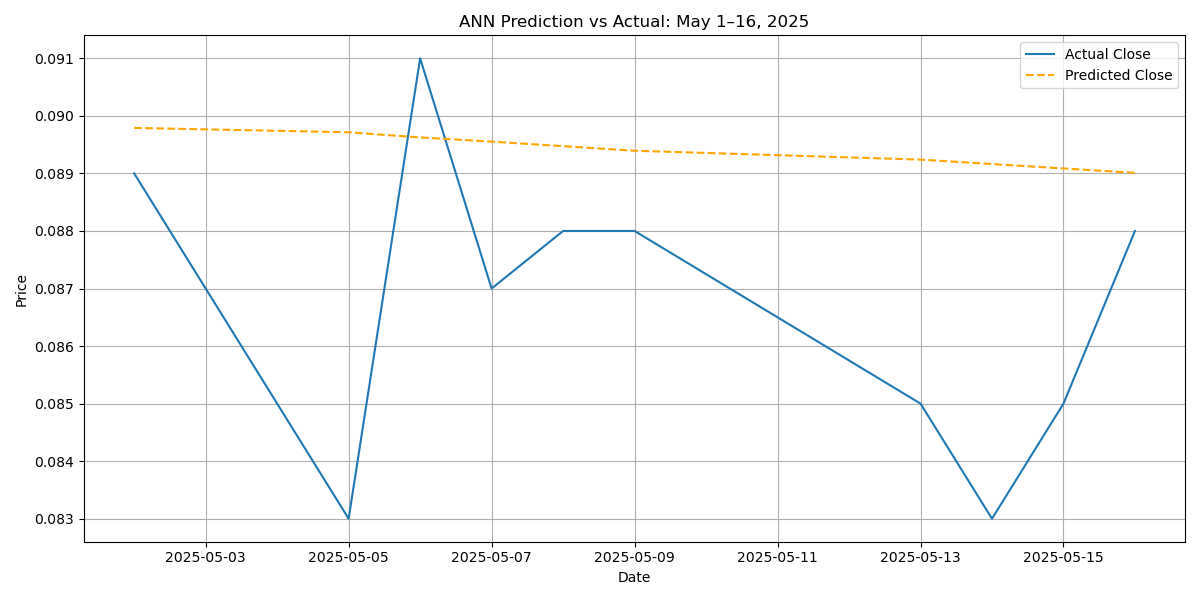 ANN Prediction vs Actual: May 1–16, 2025
Actual Close
Predicted Close
0.091
0.090
0.089
0.088
0.087
0.086
0.085
0.084
0.083
Price
2025-05-03 2025-05-05 2025-05-07 2025-05-09 2025-05-11 2025-05-13 2025-05-15
Date